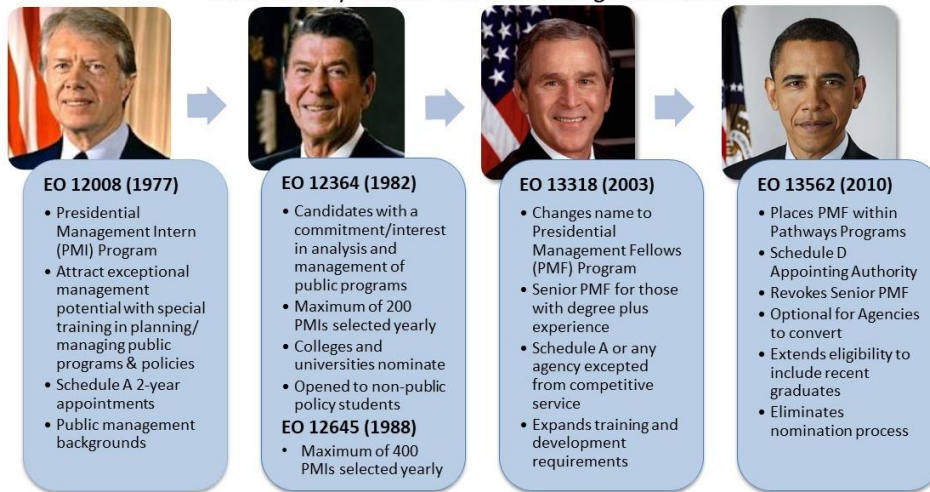 EO 12008 (1977)
• Presidential
Management Intern
(PMI) Program
• Attract exceptional
management
potential with special
training in planning/
managing public
programs & policies
• Schedule A 2-year
appointments
• Public management
backgrounds
EO 12364 (1982)
• Candidates with a
commitment/interest
in analysis and
management of
public programs
• Maximum of 200
PMIs selected yearly
• Colleges and
universities nominate
• Opened to non-public
policy students
EO 12645 (1988)
• Maximum of 400
PMIs selected yearly
EO 13318 (2003)
• Changes name to
Presidential
Management Fellows
(PMF) Program
• Senior PMF for those
with degree plus
experience
• Schedule A or any
agency excepted
from competitive
service
• Expands training and
development
requirements
EO 13562 (2010)
• Places PMF within
Pathways Programs
• Schedule D
Appointing Authority
• Revokes Senior PMF
• Optional for Agencies
to convert
• Extends eligibility to
include recent
graduates
• Eliminates
nomination process